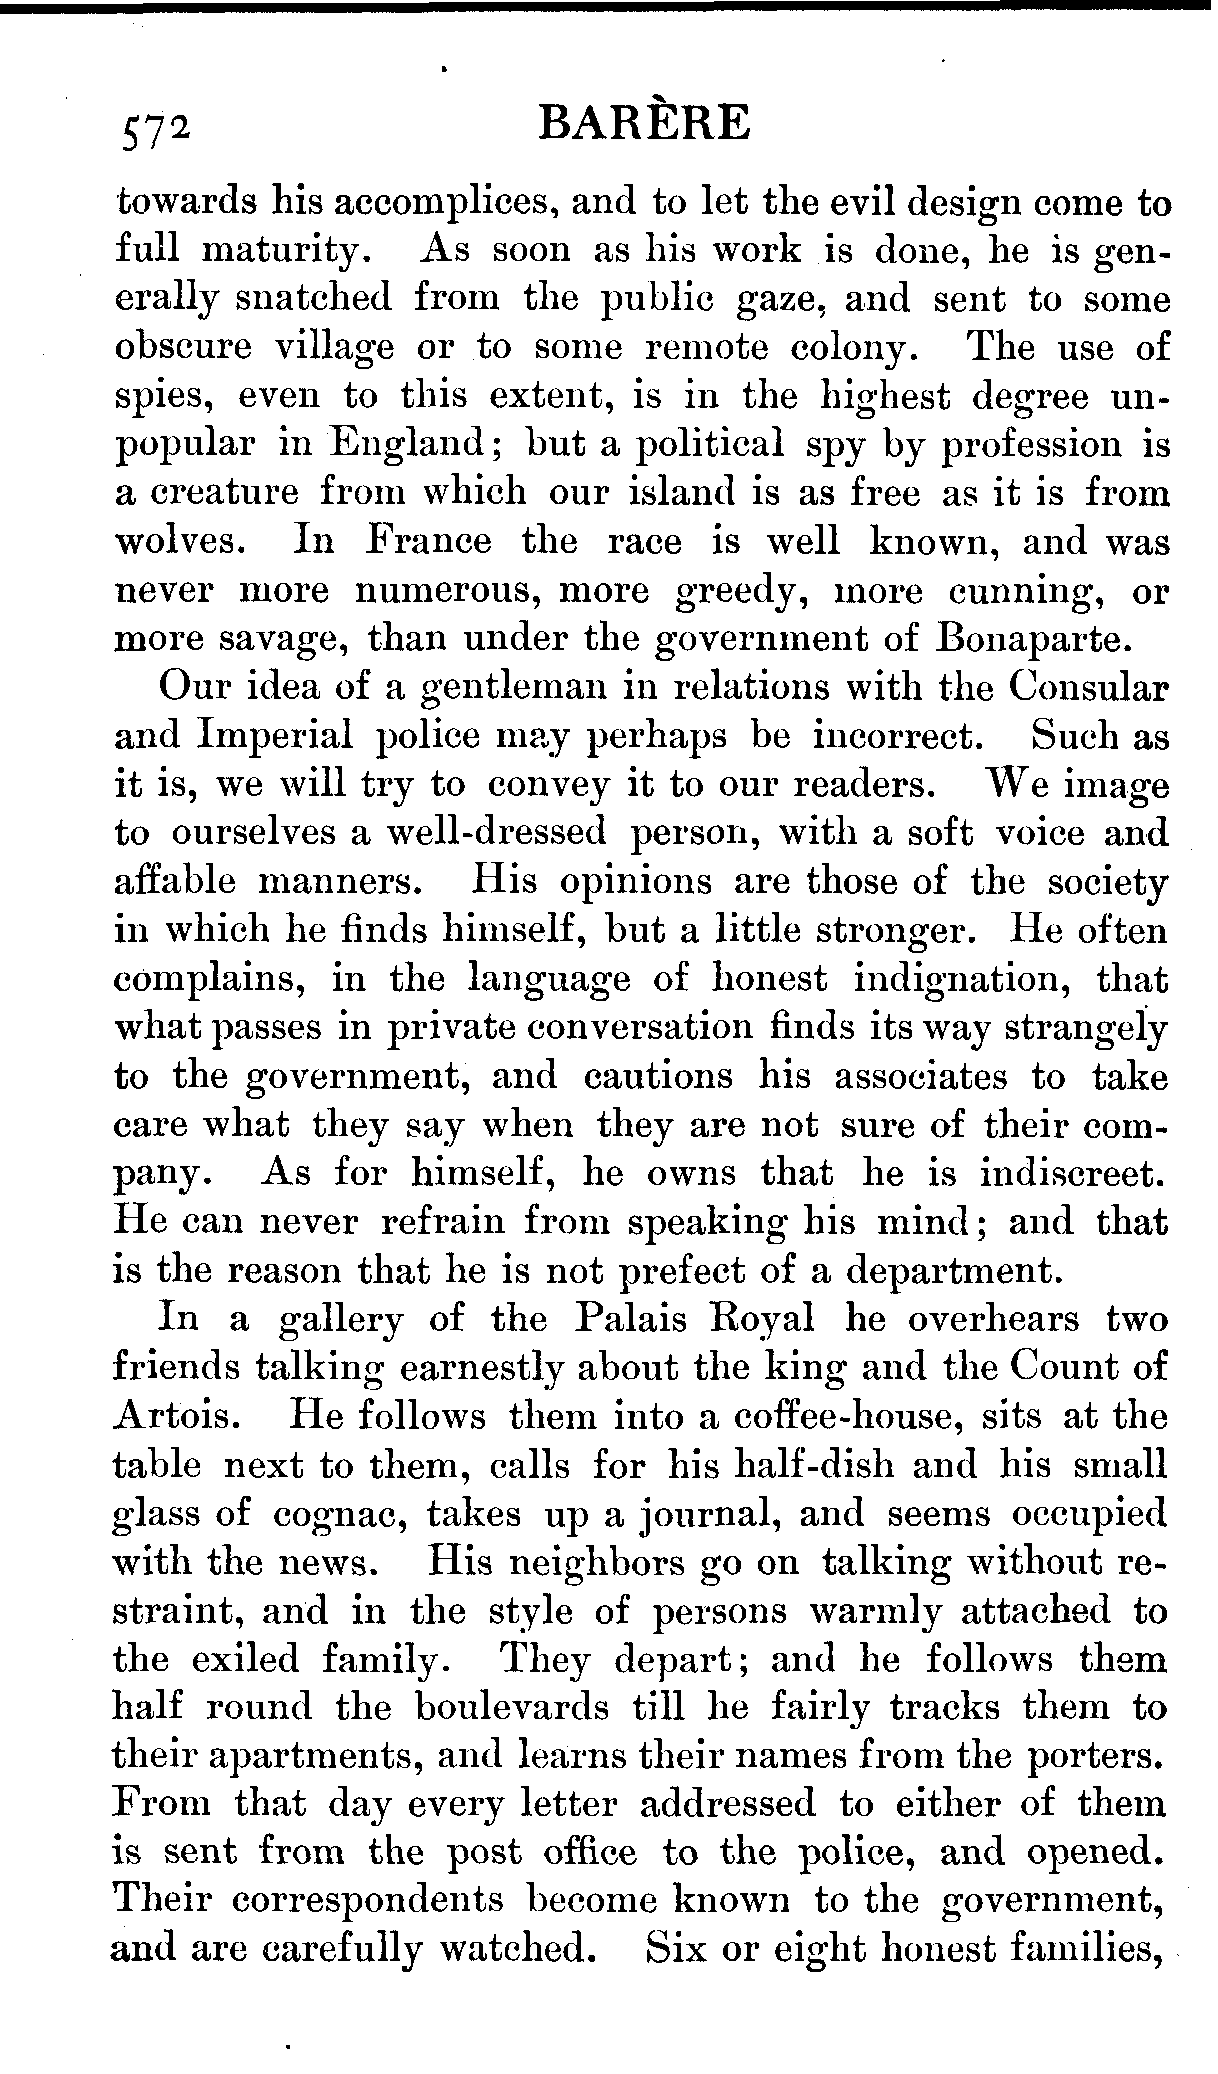 572 BARÈRE
towards his accomplices, and to let the evil design come to
full maturity. As soon as his work is done, he is gen-
erally snatched from the public gaze, and sent to some
obscure village or to some remote colony. The use of
spies, even to this extent, is in the highest degree un-
popular in England; but a political spy by profession is
a creature from which our island is as free as it is from
wolves. In France the race is well known, and was
never more numerous, more greedy, more cunning, or
more savage, than under the government of Bonaparte.
Our idea of a gentleman in relations with the Consular
and Imperial police may perhaps be incorrect. Such as
it is, we will try to convey it to our readers. We image
to ourselves a well-dressed person, with a soft voice and
affable manners. His opinions are those of the society
in which he finds himself, but a little stronger. He often
complains, in the language of honest indignation, that
what passes in private conversation finds its way strangely
to the government, and cautions his associates to take
care what they say when they are not sure of their com-
pany. As for himself, he owns that he is indiscreet.
He can never refrain from speaking his mind; and that
is the reason that he is not prefect of a department.
In a gallery of the Palais Royal he overhears two
friends talking earnestly about the king and the Count of
Artois. He follows them into a coffee-house, sits at the
table next to them, calls for his half-dish and his small
glass of cognac, takes up a journal, and seems occupied
with the news. His neighbors go on talking without re-
straint, and in the style of persons warmly attached to
the exiled family. They depart; and he follows them
half round the boulevards till he fairly tracks them to
their apartments, and learns their names from the porters.
From that day every letter addressed to either of them
is sent from the post office to the police, and opened.
Their correspondents become known to the government,
and are carefully watched. Six or eight honest families,